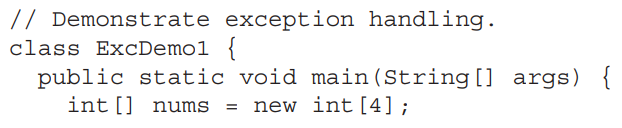 // Demonstrate exception handling.
class ExcDemo1 {
  public static void main(String[] args) {
    int[] nums = new int[4];